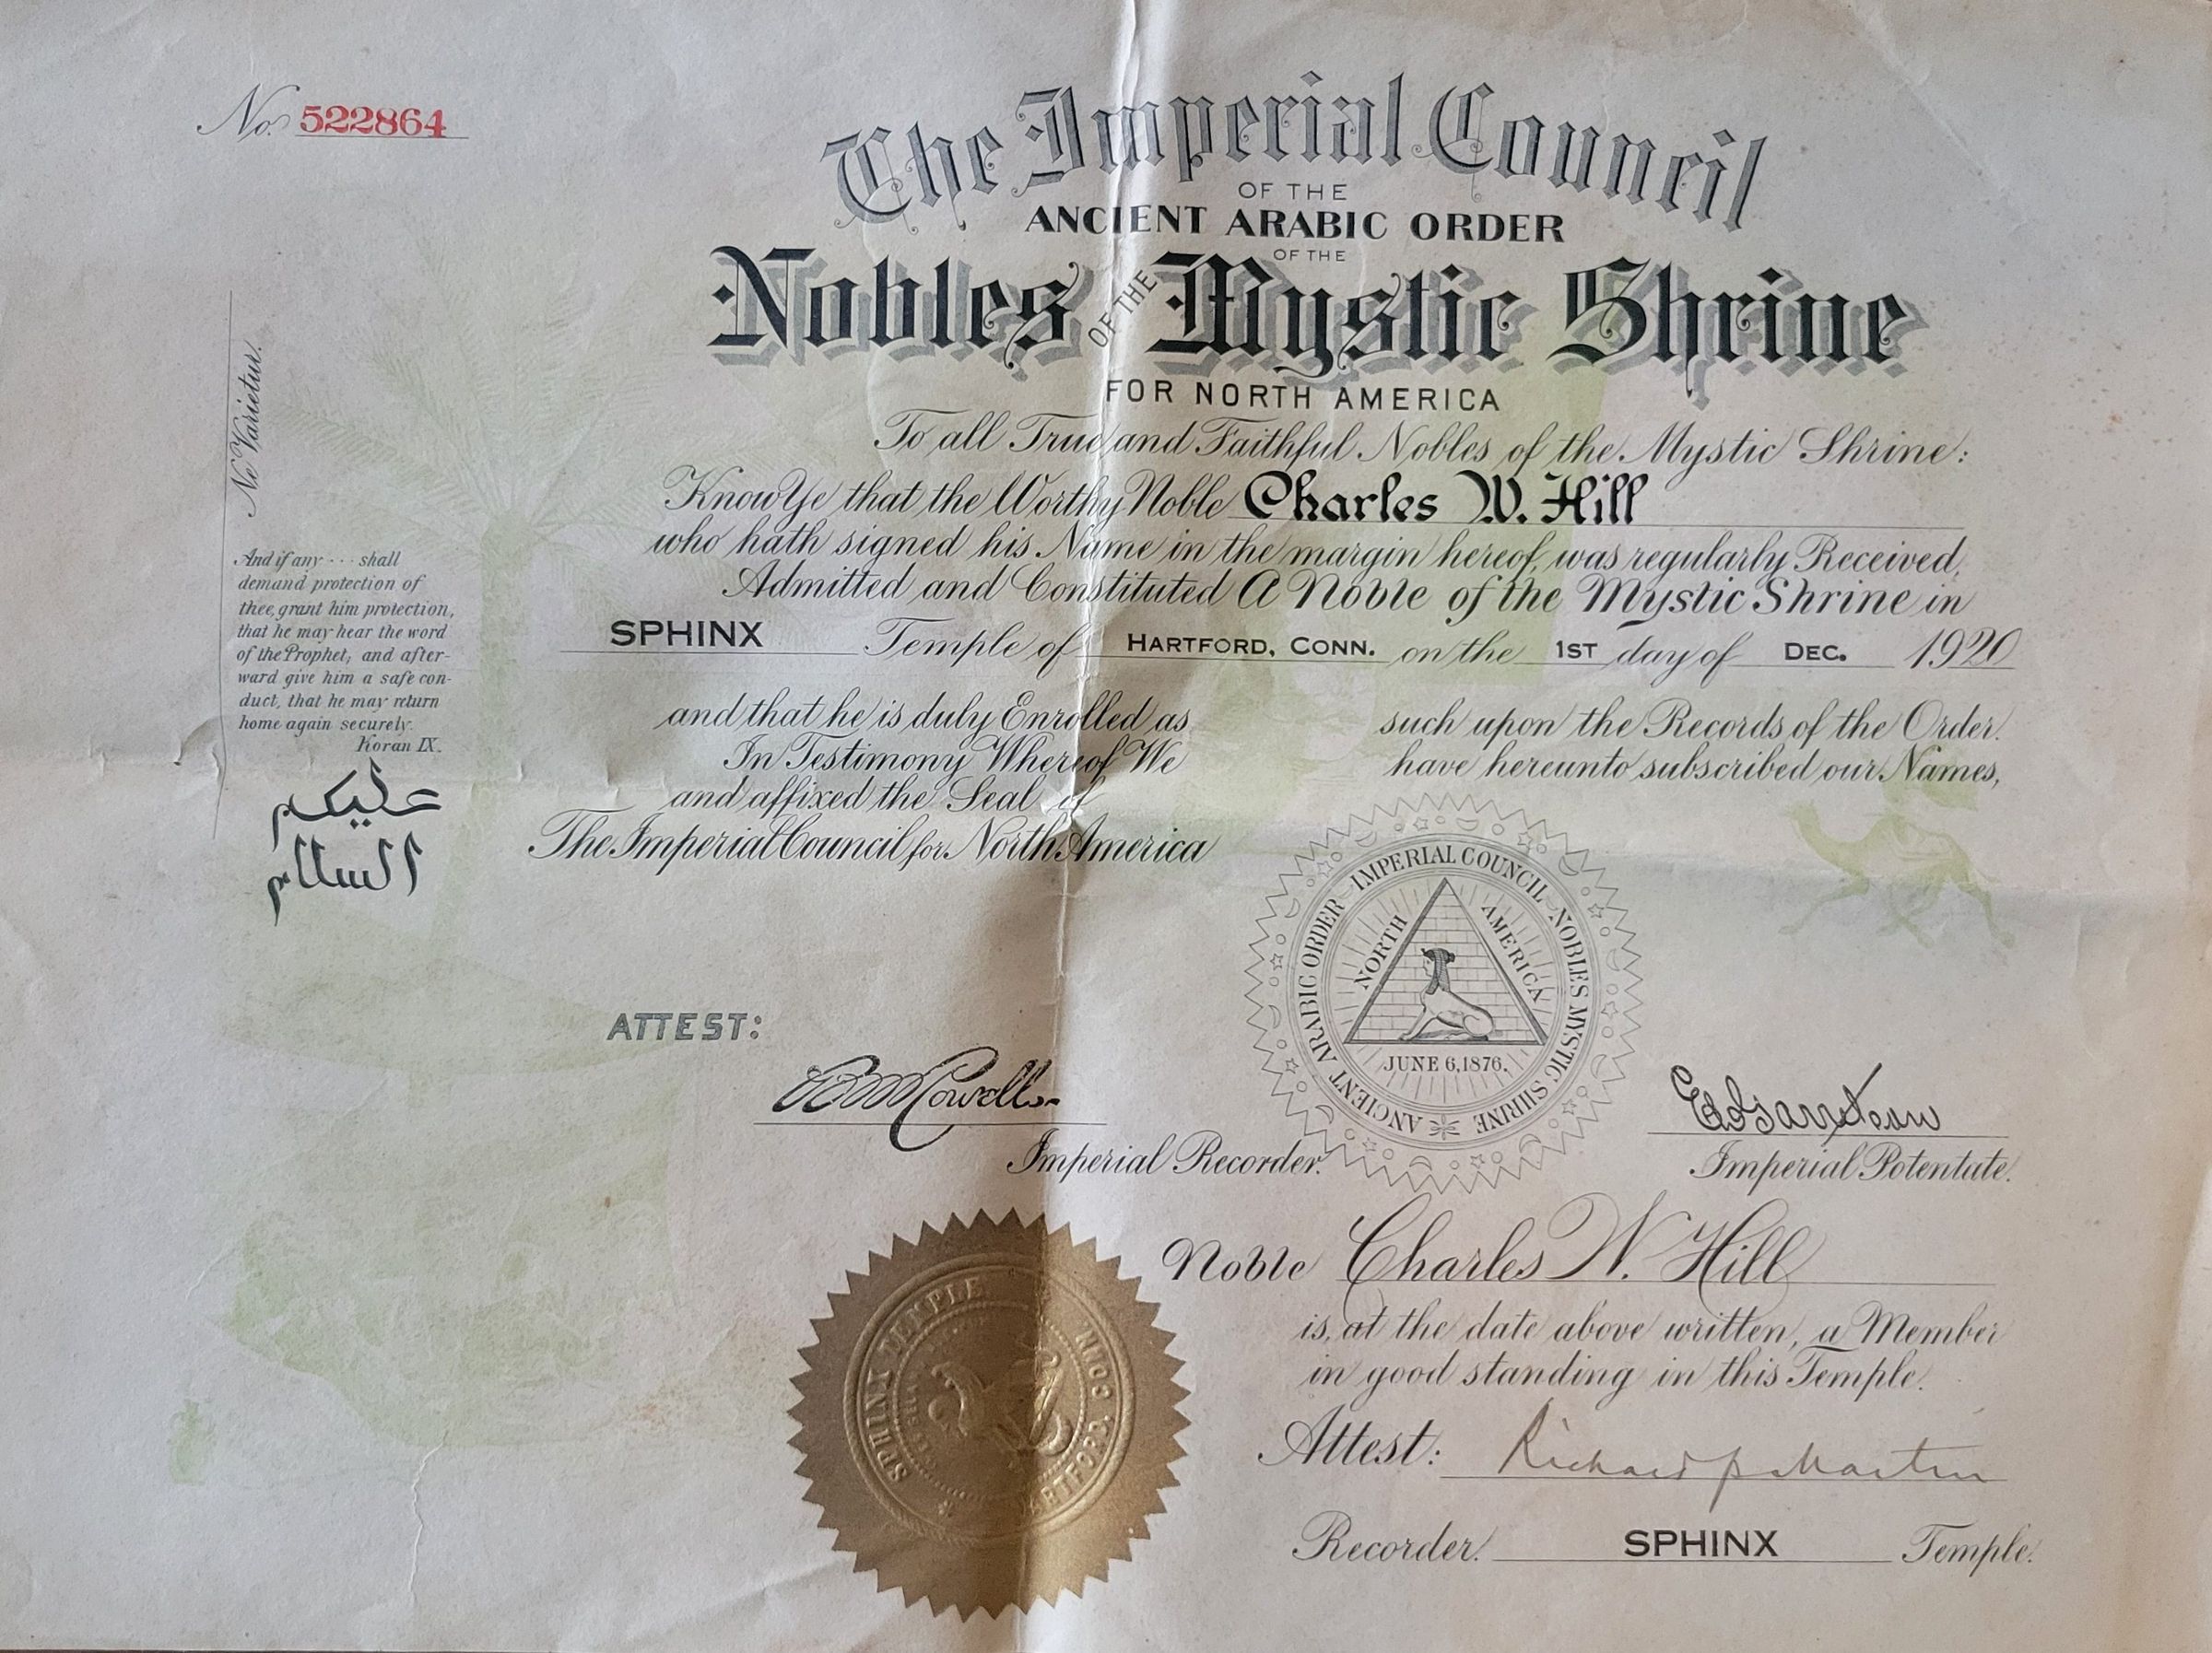 No. 522864
The Imperial Council
OF THE
ANCIENT ARABIC ORDER
OF THE
Nobles OF THE Mystic Shrine
FOR NORTH AMERICA
To all True and Faithful Nobles of the Mystic Shrine:
Know Ye that the Worthy Noble Charles W. Hill
who hath signed his Name in the margin hereof, was regularly Received,
Admitted and Constituted A Noble of the Mystic Shrine in
SPHINX Temple of HARTFORD, CONN. on the 1ST day of DEC. 1920
and that he is duly Enrolled as such upon the Records of the Order.
In Testimony Whereof We have hereunto subscribed our Names,
and affixed the Seal of
The Imperial Council for North America
Ne Varietur.
And if any ··· shall
demand protection of
thee, grant him protection,
that he may hear the word
of the Prophet; and after-
ward give him a safe con-
duct, that he may return
home again securely.
Koran IX.
عليكم
السلام
ANCIENT ARABIC ORDER IMPERIAL COUNCIL NOBLES MYSTIC SHRINE
NORTH AMERICA
JUNE 6, 1876.
ATTEST:
Imperial Recorder.
Imperial Potentate.
Noble Charles W. Hill
is, at the date above written, a Member
in good standing in this Temple.
Attest: Richard P Martin
Recorder. SPHINX Temple.
SPHINX TEMPLE
HARTFORD, CONN